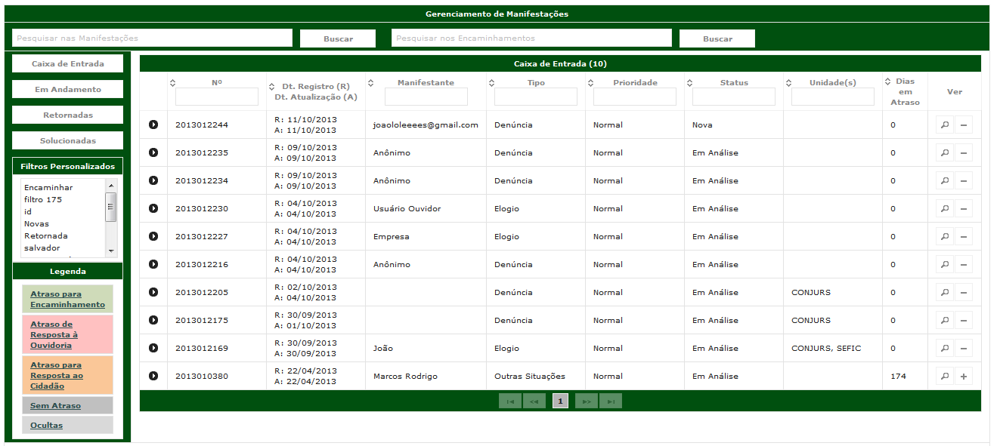 Gerenciamento de Manifestações
Pesquisar nas Manifestações Buscar Pesquisar nos Encaminhamentos Buscar
Caixa de Entrada
Em Andamento
Retornadas
Solucionadas
Filtros Personalizados
Encaminhar
filtro 175
id
Novas
Retornada
salvador
Legenda
Atraso para
Encaminhamento
Atraso de
Resposta à
Ouvidoria
Atraso para
Resposta ao
Cidadão
Sem Atraso
Ocultas
Caixa de Entrada (10)
Nº Dt. Registro (R) Dt. Atualização (A) Manifestante Tipo Prioridade Status Unidade(s) Dias em Atraso Ver
2013012244 R: 11/10/2013 A: 11/10/2013 joaololeeees@gmail.com Denúncia Normal Nova 0
2013012235 R: 09/10/2013 A: 09/10/2013 Anônimo Denúncia Normal Em Análise 0
2013012234 R: 09/10/2013 A: 09/10/2013 Anônimo Denúncia Normal Em Análise 0
2013012230 R: 04/10/2013 A: 04/10/2013 Usuário Ouvidor Elogio Normal Em Análise 0
2013012227 R: 04/10/2013 A: 04/10/2013 Empresa Elogio Normal Em Análise 0
2013012216 R: 04/10/2013 A: 04/10/2013 Anônimo Denúncia Normal Em Análise 0
2013012205 R: 02/10/2013 A: 04/10/2013 Denúncia Normal Em Análise CONJURS 0
2013012175 R: 30/09/2013 A: 01/10/2013 Denúncia Normal Em Análise CONJURS 0
2013012169 R: 30/09/2013 A: 30/09/2013 João Elogio Normal Em Análise CONJURS, SEFIC 0
2013010380 R: 22/04/2013 A: 22/04/2013 Marcos Rodrigo Outras Situações Normal Em Análise 174
1